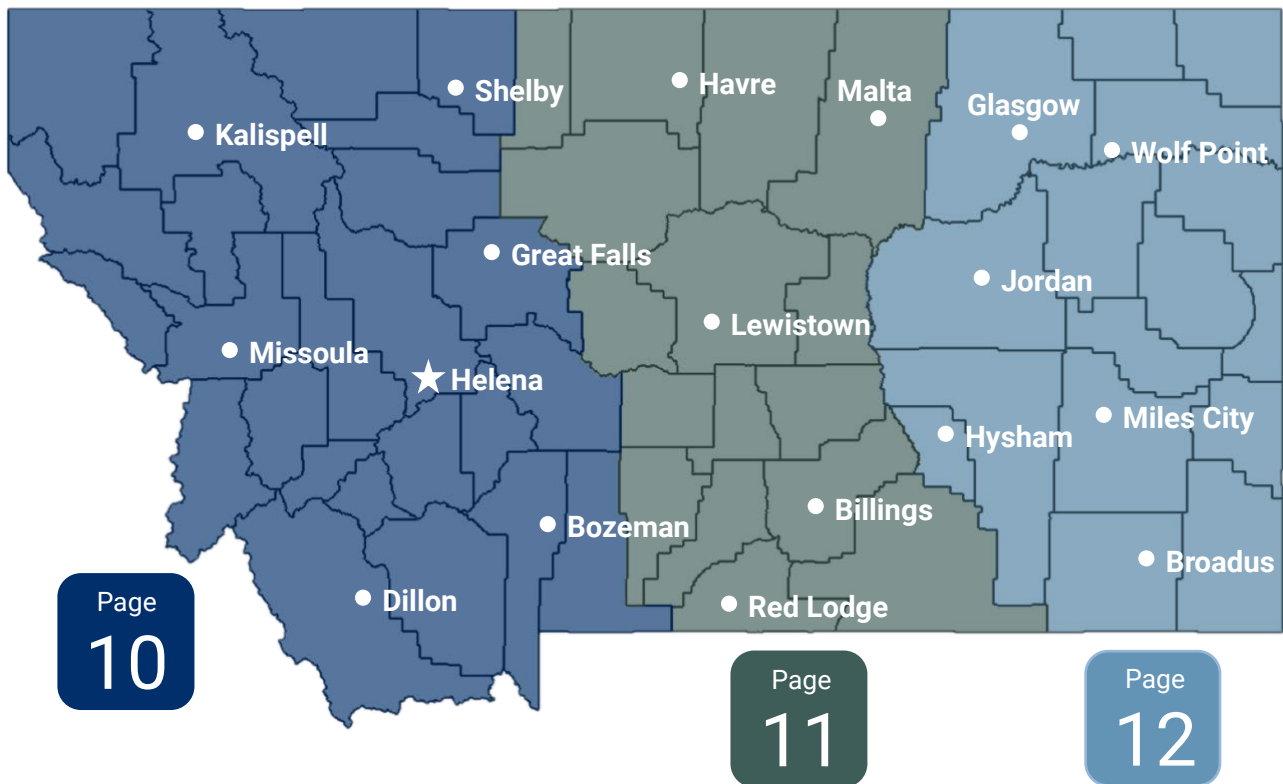 Shelby
Havre
Malta
Glasgow
Kalispell
Wolf Point
Great Falls
Jordan
Lewistown
Missoula
Helena
Miles City
Hysham
Billings
Bozeman
Broadus
Dillon
Red Lodge
Page
10
Page
11
Page
12